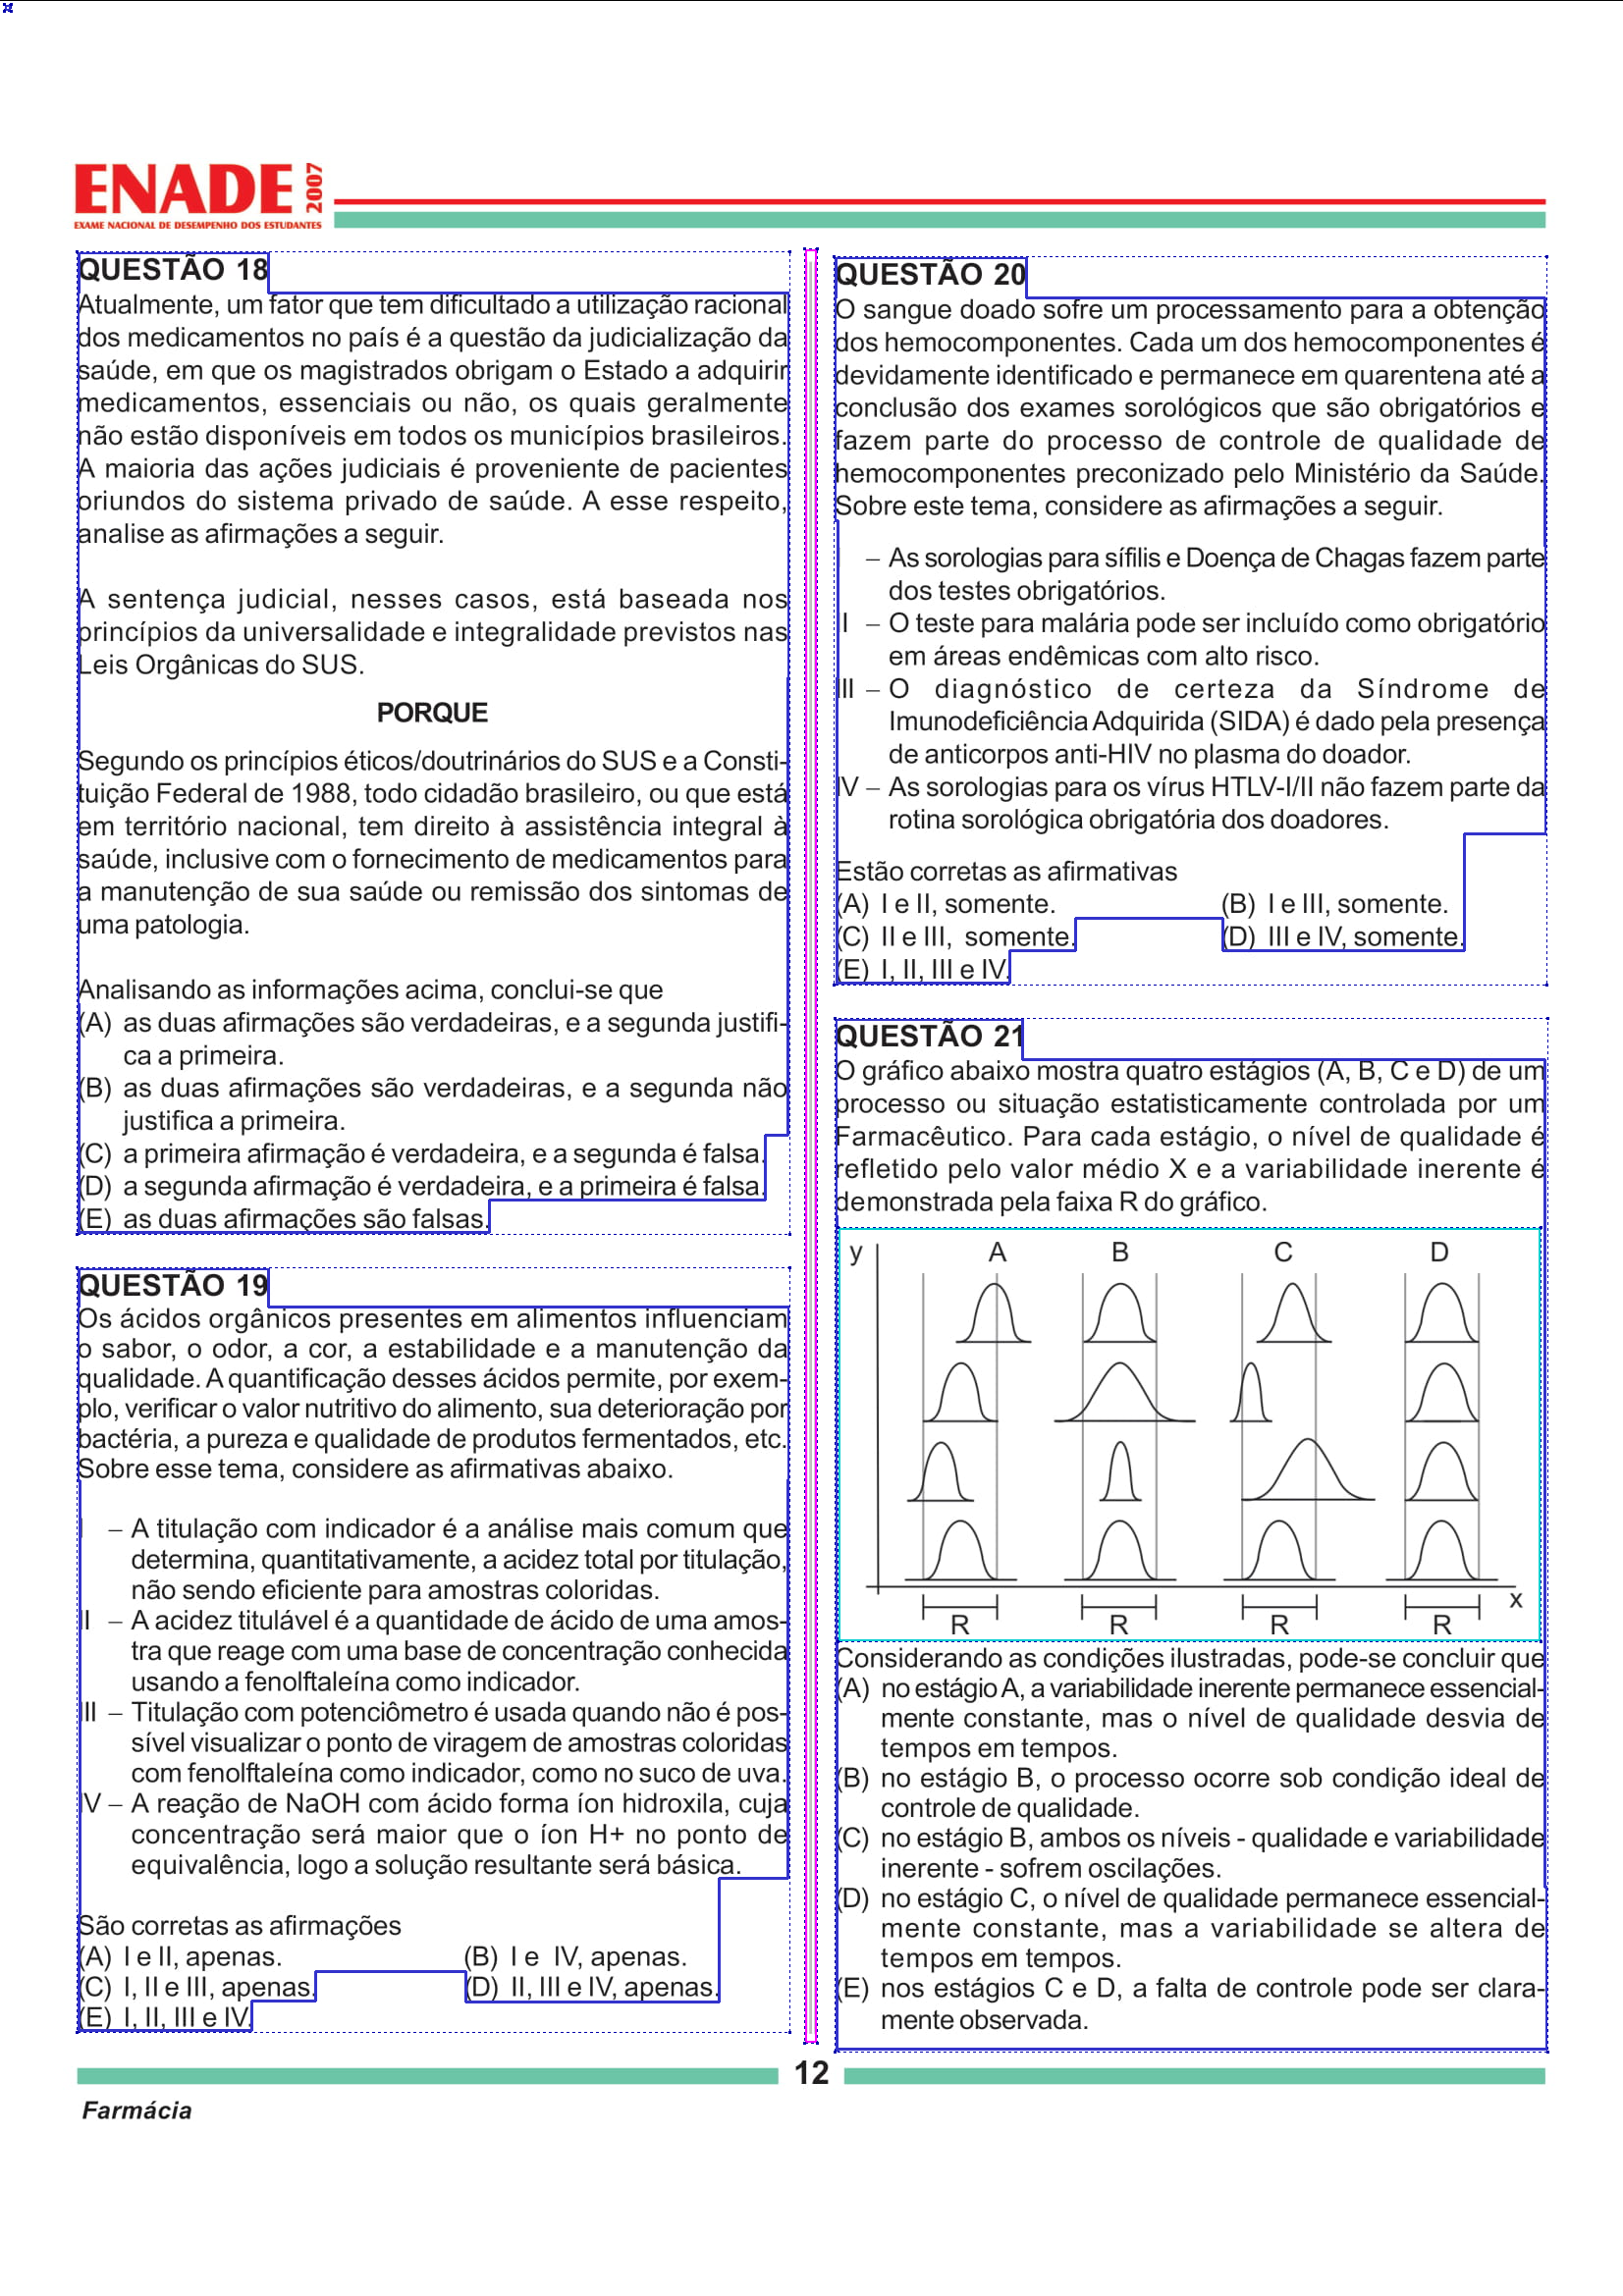 ENADE 2007
EXAME NACIONAL DE DESEMPENHO DOS ESTUDANTES
QUESTÃO 18
Atualmente, um fator que tem dificultado a utilização racional
dos medicamentos no país é a questão da judicialização da
saúde, em que os magistrados obrigam o Estado a adquirir
medicamentos, essenciais ou não, os quais geralmente
não estão disponíveis em todos os municípios brasileiros.
A maioria das ações judiciais é proveniente de pacientes
oriundos do sistema privado de saúde. A esse respeito,
analise as afirmações a seguir.
A sentença judicial, nesses casos, está baseada nos
princípios da universalidade e integralidade previstos nas
Leis Orgânicas do SUS.
PORQUE
Segundo os princípios éticos/doutrinários do SUS e a Consti-
tuição Federal de 1988, todo cidadão brasileiro, ou que está
em território nacional, tem direito à assistência integral à
saúde, inclusive com o fornecimento de medicamentos para
a manutenção de sua saúde ou remissão dos sintomas de
uma patologia.
Analisando as informações acima, conclui-se que
(A) as duas afirmações são verdadeiras, e a segunda justifi-
ca a primeira.
(B) as duas afirmações são verdadeiras, e a segunda não
justifica a primeira.
(C) a primeira afirmação é verdadeira, e a segunda é falsa.
(D) a segunda afirmação é verdadeira, e a primeira é falsa.
(E) as duas afirmações são falsas.
QUESTÃO 19
Os ácidos orgânicos presentes em alimentos influenciam
o sabor, o odor, a cor, a estabilidade e a manutenção da
qualidade. A quantificação desses ácidos permite, por exem-
plo, verificar o valor nutritivo do alimento, sua deterioração por
bactéria, a pureza e qualidade de produtos fermentados, etc.
Sobre esse tema, considere as afirmativas abaixo.
I – A titulação com indicador é a análise mais comum que
determina, quantitativamente, a acidez total por titulação,
não sendo eficiente para amostras coloridas.
II – A acidez titulável é a quantidade de ácido de uma amos-
tra que reage com uma base de concentração conhecida
usando a fenolftaleína como indicador.
III – Titulação com potenciômetro é usada quando não é pos-
sível visualizar o ponto de viragem de amostras coloridas
com fenolftaleína como indicador, como no suco de uva.
IV – A reação de NaOH com ácido forma íon hidroxila, cuja
concentração será maior que o íon H+ no ponto de
equivalência, logo a solução resultante será básica.
São corretas as afirmações
(A) I e II, apenas. (B) I e IV, apenas.
(C) I, II e III, apenas. (D) II, III e IV, apenas.
(E) I, II, III e IV.
QUESTÃO 20
O sangue doado sofre um processamento para a obtenção
dos hemocomponentes. Cada um dos hemocomponentes é
devidamente identificado e permanece em quarentena até a
conclusão dos exames sorológicos que são obrigatórios e
fazem parte do processo de controle de qualidade de
hemocomponentes preconizado pelo Ministério da Saúde.
Sobre este tema, considere as afirmações a seguir.
I – As sorologias para sífilis e Doença de Chagas fazem parte
dos testes obrigatórios.
II – O teste para malária pode ser incluído como obrigatório
em áreas endêmicas com alto risco.
III – O diagnóstico de certeza da Síndrome de
Imunodeficiência Adquirida (SIDA) é dado pela presença
de anticorpos anti-HIV no plasma do doador.
IV – As sorologias para os vírus HTLV-I/II não fazem parte da
rotina sorológica obrigatória dos doadores.
Estão corretas as afirmativas
(A) I e II, somente. (B) I e III, somente.
(C) II e III, somente. (D) III e IV, somente.
(E) I, II, III e IV.
QUESTÃO 21
O gráfico abaixo mostra quatro estágios (A, B, C e D) de um
processo ou situação estatisticamente controlada por um
Farmacêutico. Para cada estágio, o nível de qualidade é
refletido pelo valor médio X e a variabilidade inerente é
demonstrada pela faixa R do gráfico.
y A B C D
x
R R R R
Considerando as condições ilustradas, pode-se concluir que
(A) no estágio A, a variabilidade inerente permanece essencial-
mente constante, mas o nível de qualidade desvia de
tempos em tempos.
(B) no estágio B, o processo ocorre sob condição ideal de
controle de qualidade.
(C) no estágio B, ambos os níveis - qualidade e variabilidade
inerente - sofrem oscilações.
(D) no estágio C, o nível de qualidade permanece essencial-
mente constante, mas a variabilidade se altera de
tempos em tempos.
(E) nos estágios C e D, a falta de controle pode ser clara-
mente observada.
12
Farmácia